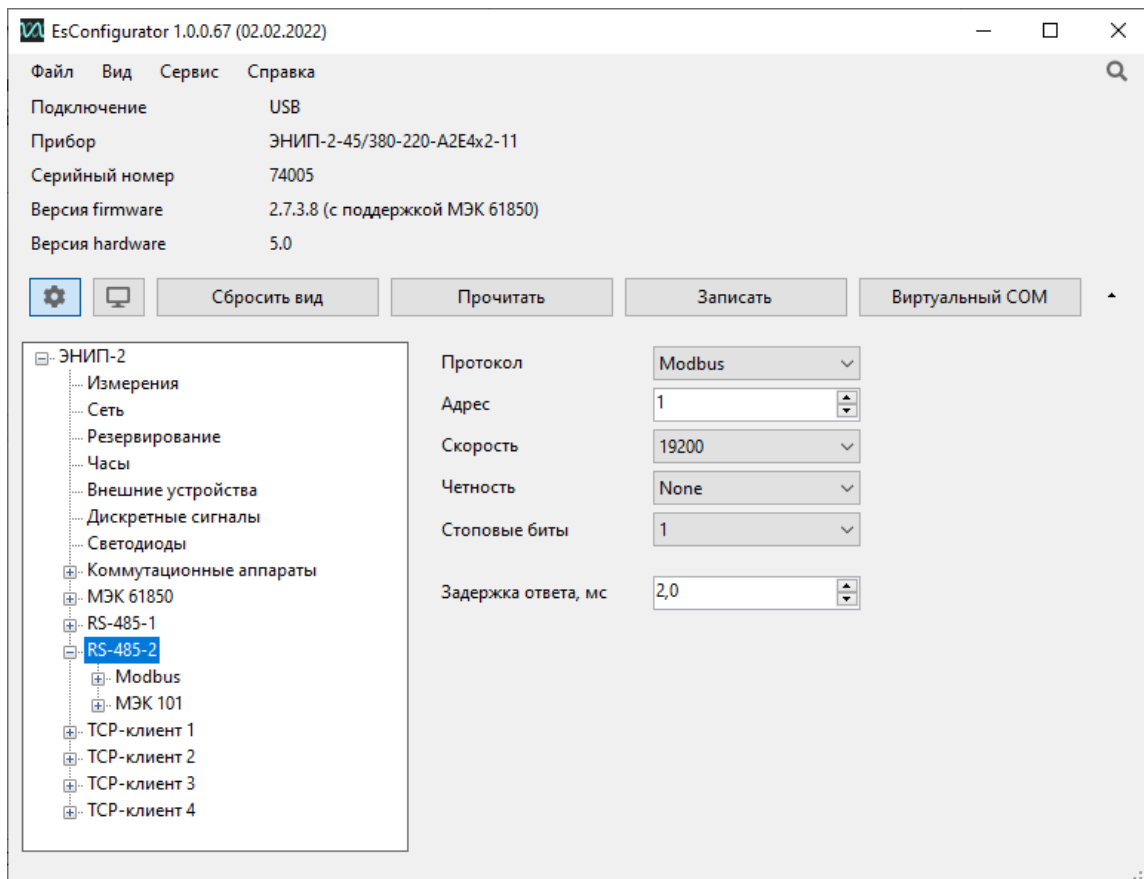 EsConfigurator 1.0.0.67 (02.02.2022)
Файл Вид Сервис Справка
Подключение USB
Прибор ЭНИП-2-45/380-220-A2E4x2-11
Серийный номер 74005
Версия firmware 2.7.3.8 (с поддержкой МЭК 61850)
Версия hardware 5.0
Сбросить вид Прочитать Записать Виртуальный COM
ЭНИП-2
Измерения
Сеть
Резервирование
Часы
Внешние устройства
Дискретные сигналы
Светодиоды
Коммутационные аппараты
МЭК 61850
RS-485-1
RS-485-2
Modbus
МЭК 101
TCP-клиент 1
TCP-клиент 2
TCP-клиент 3
TCP-клиент 4
Протокол Modbus
Адрес 1
Скорость 19200
Четность None
Стоповые биты 1
Задержка ответа, мс 2,0